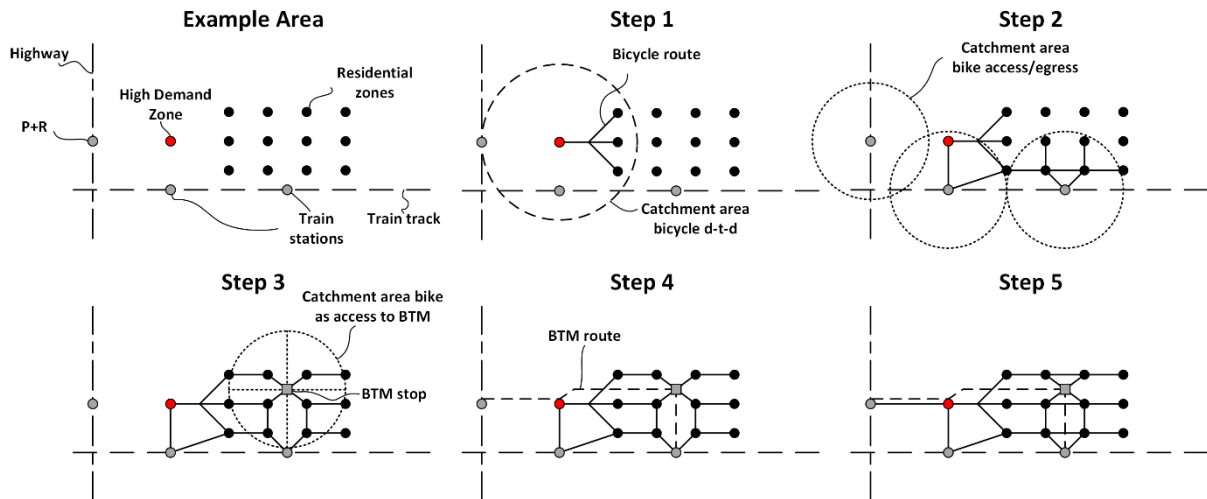 Example Area
Highway
High Demand
Zone
Residential
zones
P+R
Train
stations
Train track
Step 1
Bicycle route
Catchment area
bicycle d-t-d
Step 2
Catchment area
bike access/egress
Step 3
Catchment area bike
as access to BTM
BTM stop
Step 4
BTM route
Step 5